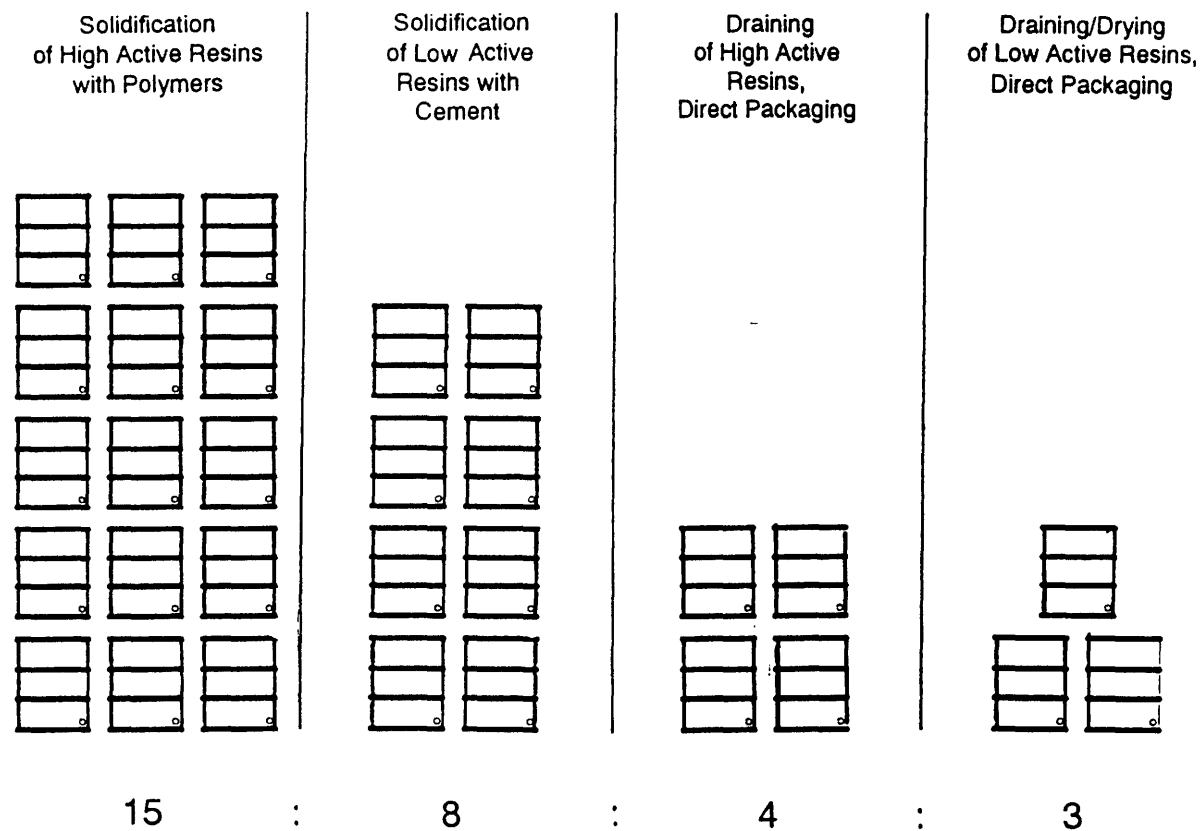 Solidification
of High Active Resins
with Polymers
Solidification
of Low Active
Resins with
Cement
Draining
of High Active
Resins,
Direct Packaging
Draining/Drying
of Low Active Resins,
Direct Packaging
15 : 8 : 4 : 3